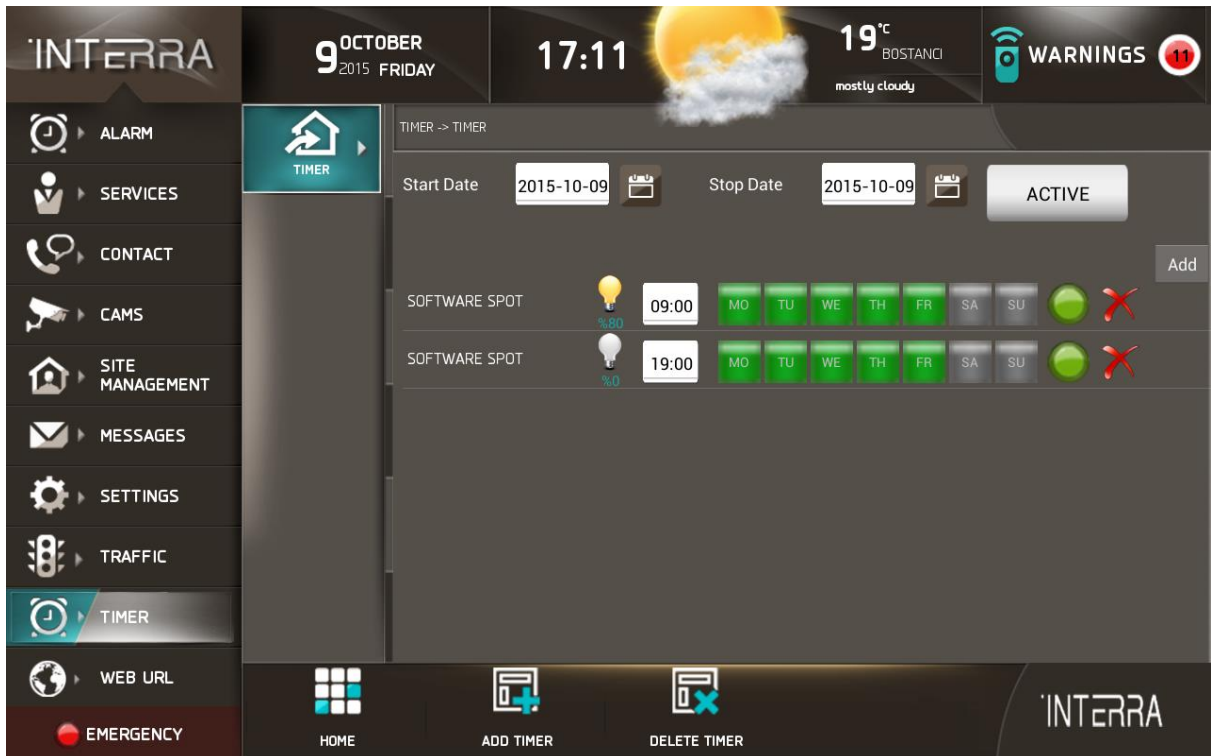 INTERRA
9 OCTOBER
2015 FRIDAY
17:11
19°C
BOSTANCI
mostly cloudy
WARNINGS 11
ALARM
SERVICES
CONTACT
CAMS
SITE
MANAGEMENT
MESSAGES
SETTINGS
TRAFFIC
TIMER
WEB URL
EMERGENCY
TIMER
TIMER -> TIMER
Start Date 2015-10-09 Stop Date 2015-10-09 ACTIVE
Add
SOFTWARE SPOT %80 09:00 MO TU WE TH FR SA SU
SOFTWARE SPOT %0 19:00 MO TU WE TH FR SA SU
HOME
ADD TIMER
DELETE TIMER
INTERRA